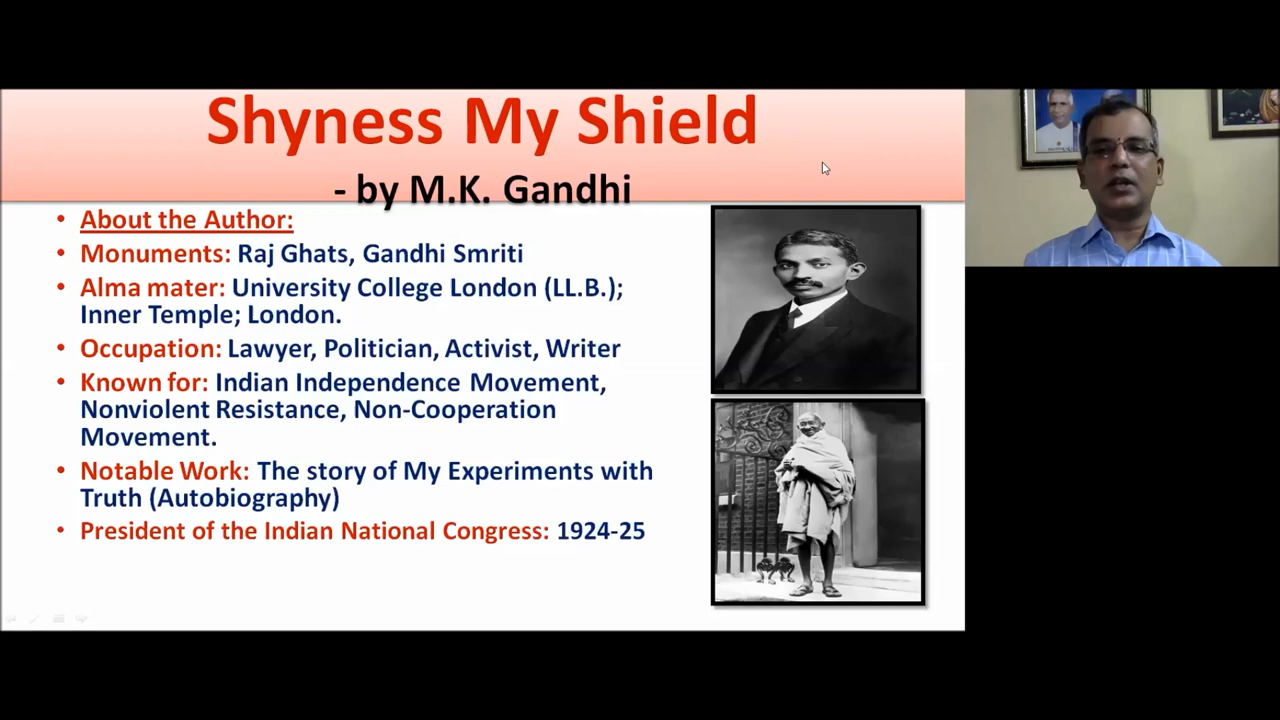 Shyness My Shield
- by M.K. Gandhi
• About the Author:
• Monuments: Raj Ghats, Gandhi Smriti
• Alma mater: University College London (LL.B.);
Inner Temple; London.
• Occupation: Lawyer, Politician, Activist, Writer
• Known for: Indian Independence Movement,
Nonviolent Resistance, Non-Cooperation
Movement.
• Notable Work: The story of My Experiments with
Truth (Autobiography)
• President of the Indian National Congress: 1924-25